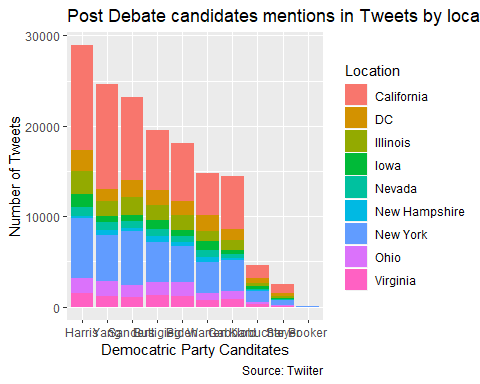 Post Debate candidates mentions in Tweets by loca
30000
20000
10000
0
Number of Tweets
Harris Yang Sanders Buttigieg Biden Warren Gabbard Klobuchar Steyer Booker
Democatric Party Canditates
Source: Twiiter
Location
California
DC
Illinois
Iowa
Nevada
New Hampshire
New York
Ohio
Virginia